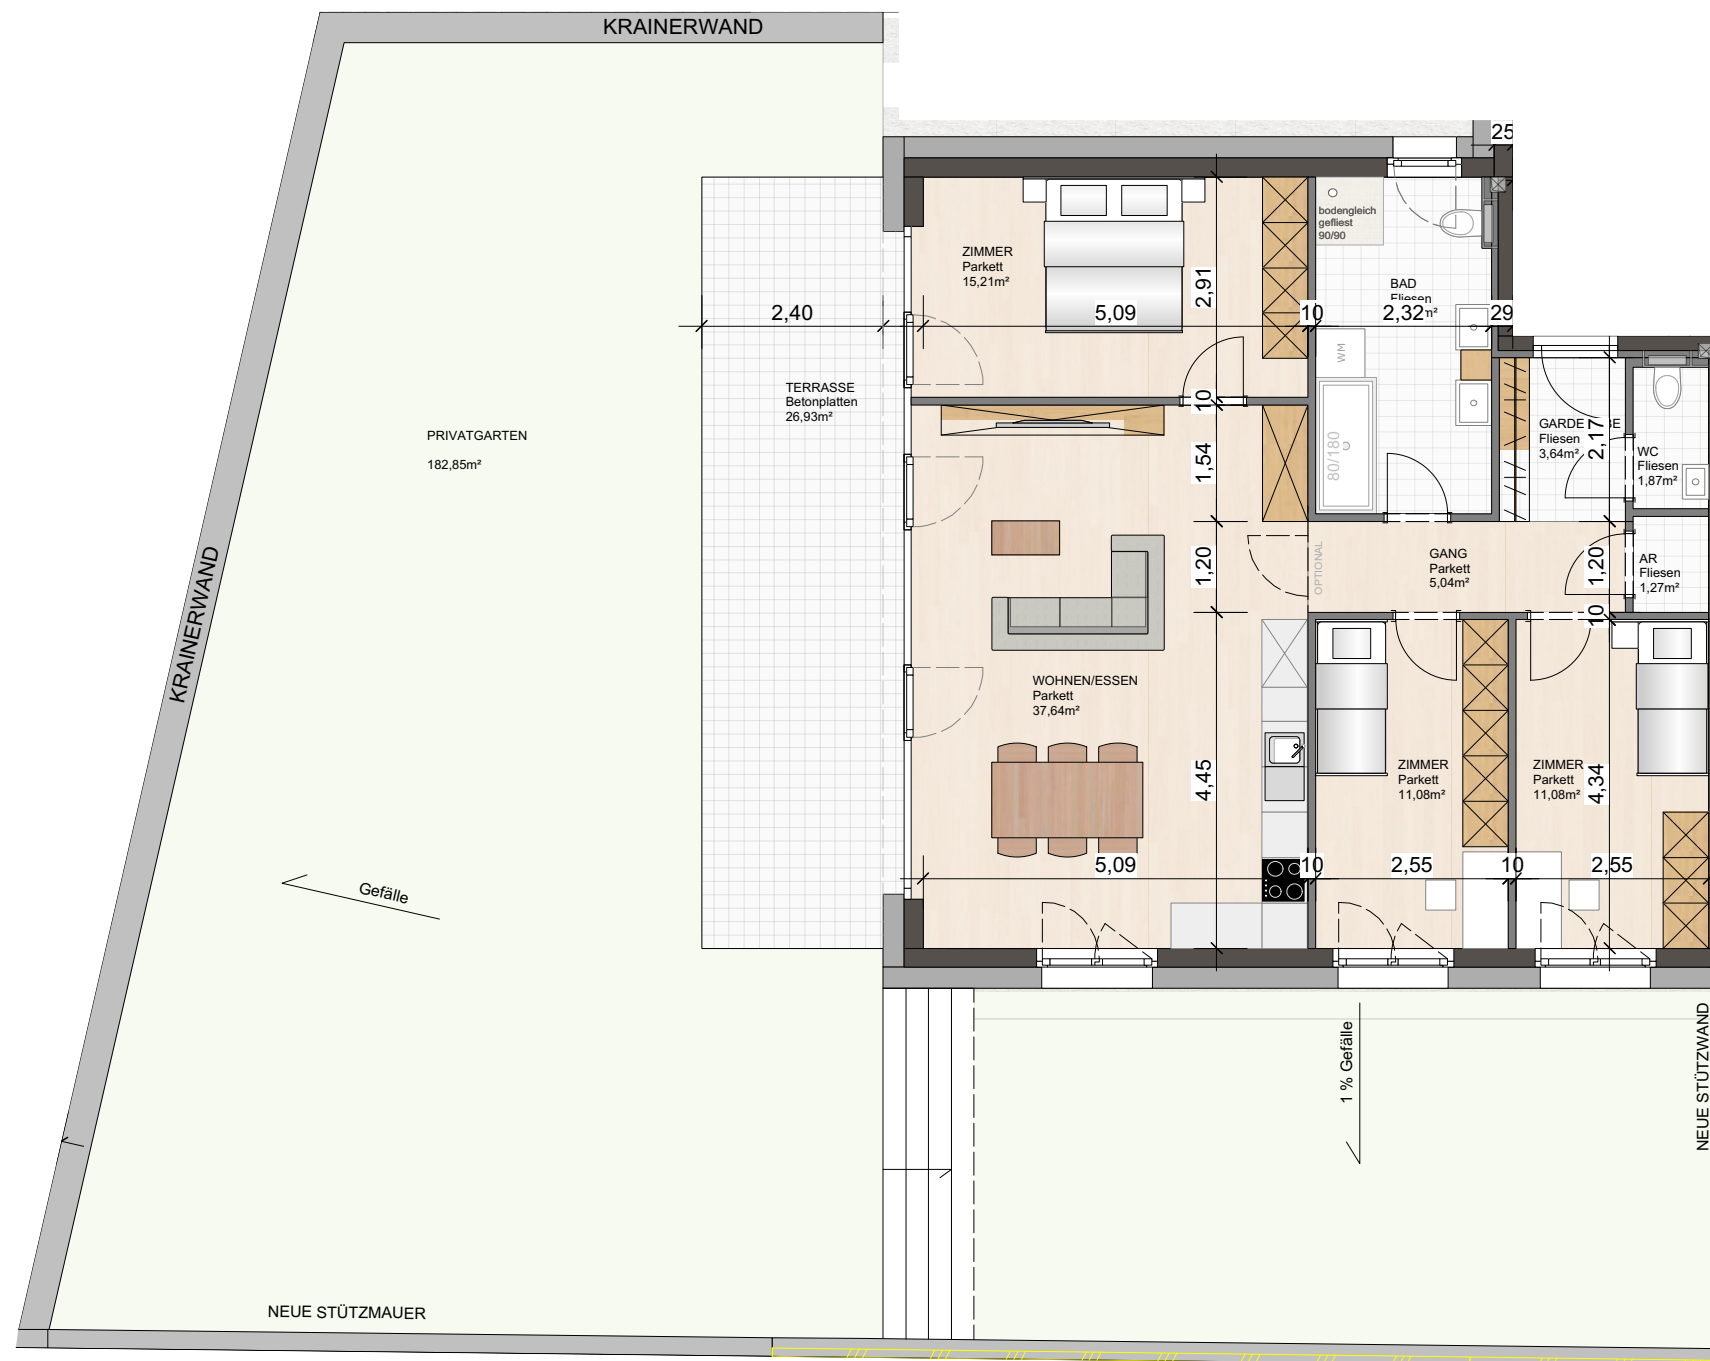 KRAINERWAND
25
bodengleich
gefliest
90/90
ZIMMER
Parkett
15,21m²
2,91
BAD
Fliesen
2,40
5,09
10
2,32
29
WM
TERRASSE
Betonplatten
26,93m²
10
PRIVATGARTEN
182,85m²
1,54
80/180
GARDE
Fliesen
3,64m²
2,17
WC
Fliesen
1,87m²
KRAINERWAND
1,20
OPTIONAL
GANG
Parkett
5,04m²
1,20
AR
Fliesen
1,27m²
10
WOHNEN/ESSEN
Parkett
37,64m²
4,45
ZIMMER
Parkett
11,08m²
ZIMMER
Parkett
11,08m²
4,34
5,09
10
2,55
10
2,55
Gefälle
1 % Gefälle
NEUE STÜTZWAND
NEUE STÜTZMAUER